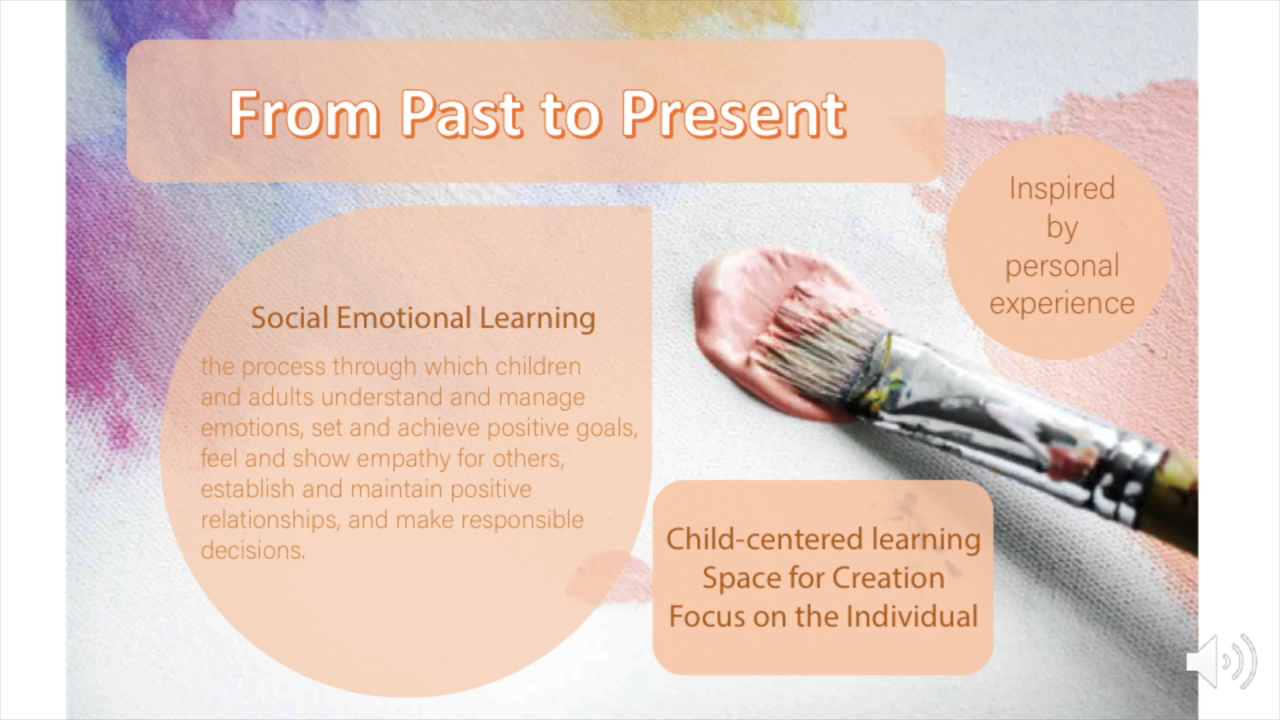 From Past to Present
Inspired
by
personal
experience
Social Emotional Learning
the process through which children
and adults understand and manage
emotions, set and achieve positive goals,
feel and show empathy for others,
establish and maintain positive
relationships, and make responsible
decisions.
Child-centered learning
Space for Creation
Focus on the Individual